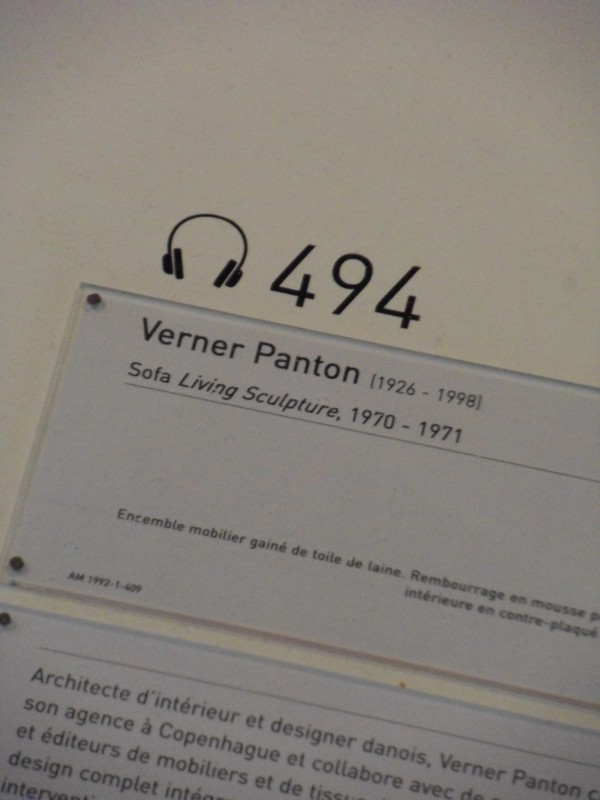 494
Verner Panton (1926 - 1998)
Sofa Living Sculpture, 1970 - 1971
Ensemble mobilier gainé de toile de laine. Rembourrage en mousse
intérieure en contre-plaqué
AM 1992-1-409
Architecte d'intérieur et designer danois, Verner Panton
son agence à Copenhague et collabore avec de
et éditeurs de mobiliers et de
design complet